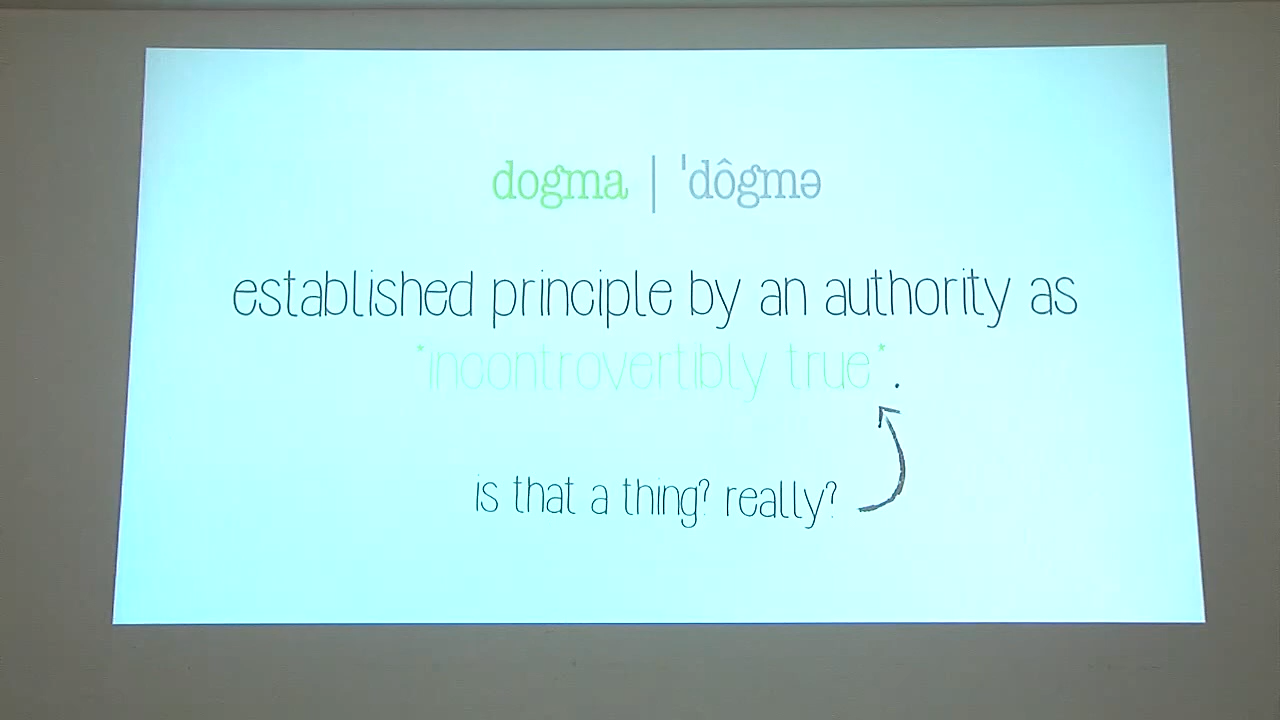 dogma | ˈdôgmə
established principle by an authority as
*incontrovertibly true* .
is that a thing? really?